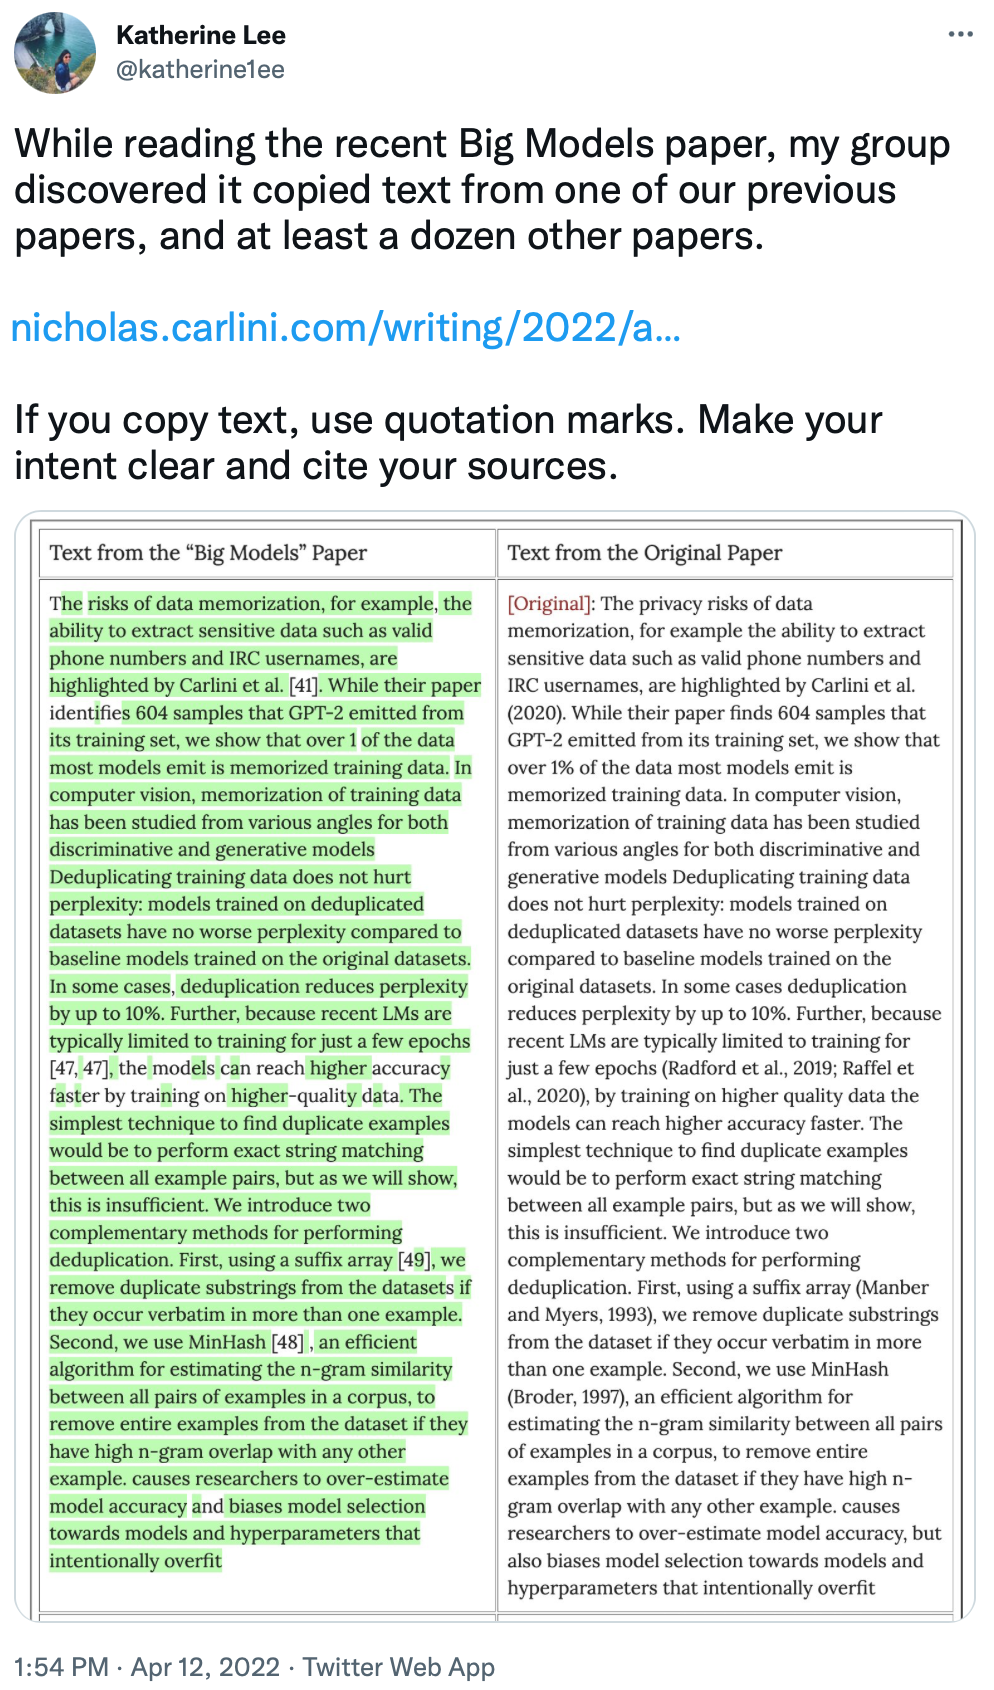 Katherine Lee
@katherine1ee
While reading the recent Big Models paper, my group
discovered it copied text from one of our previous
papers, and at least a dozen other papers.
nicholas.carlini.com/writing/2022/a...
If you copy text, use quotation marks. Make your
intent clear and cite your sources.
Text from the “Big Models” Paper
The risks of data memorization, for example, the
ability to extract sensitive data such as valid
phone numbers and IRC usernames, are
highlighted by Carlini et al. [41]. While their paper
identifies 604 samples that GPT-2 emitted from
its training set, we show that over 1 of the data
most models emit is memorized training data. In
computer vision, memorization of training data
has been studied from various angles for both
discriminative and generative models
Deduplicating training data does not hurt
perplexity: models trained on deduplicated
datasets have no worse perplexity compared to
baseline models trained on the original datasets.
In some cases, deduplication reduces perplexity
by up to 10%. Further, because recent LMs are
typically limited to training for just a few epochs
[47, 47], the models can reach higher accuracy
faster by training on higher-quality data. The
simplest technique to find duplicate examples
would be to perform exact string matching
between all example pairs, but as we will show,
this is insufficient. We introduce two
complementary methods for performing
deduplication. First, using a suffix array [49], we
remove duplicate substrings from the datasets if
they occur verbatim in more than one example.
Second, we use MinHash [48] , an efficient
algorithm for estimating the n-gram similarity
between all pairs of examples in a corpus, to
remove entire examples from the dataset if they
have high n-gram overlap with any other
example. causes researchers to over-estimate
model accuracy and biases model selection
towards models and hyperparameters that
intentionally overfit
Text from the Original Paper
[Original]: The privacy risks of data
memorization, for example the ability to extract
sensitive data such as valid phone numbers and
IRC usernames, are highlighted by Carlini et al.
(2020). While their paper finds 604 samples that
GPT-2 emitted from its training set, we show that
over 1% of the data most models emit is
memorized training data. In computer vision,
memorization of training data has been studied
from various angles for both discriminative and
generative models Deduplicating training data
does not hurt perplexity: models trained on
deduplicated datasets have no worse perplexity
compared to baseline models trained on the
original datasets. In some cases deduplication
reduces perplexity by up to 10%. Further, because
recent LMs are typically limited to training for
just a few epochs (Radford et al., 2019; Raffel et
al., 2020), by training on higher quality data the
models can reach higher accuracy faster. The
simplest technique to find duplicate examples
would be to perform exact string matching
between all example pairs, but as we will show,
this is insufficient. We introduce two
complementary methods for performing
deduplication. First, using a suffix array (Manber
and Myers, 1993), we remove duplicate substrings
from the dataset if they occur verbatim in more
than one example. Second, we use MinHash
(Broder, 1997), an efficient algorithm for
estimating the n-gram similarity between all pairs
of examples in a corpus, to remove entire
examples from the dataset if they have high n-
gram overlap with any other example. causes
researchers to over-estimate model accuracy, but
also biases model selection towards models and
hyperparameters that intentionally overfit
1:54 PM · Apr 12, 2022 · Twitter Web App